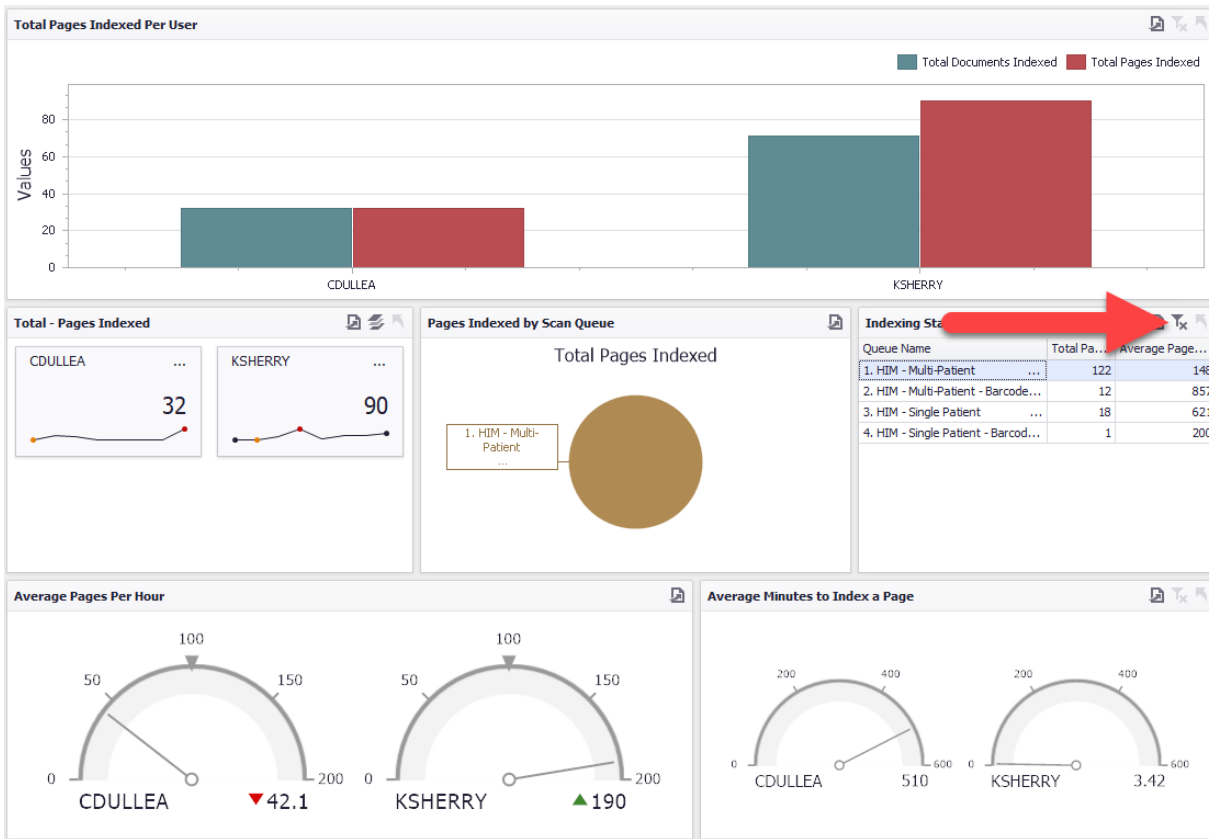 Total Pages Indexed Per User
Total Documents Indexed Total Pages Indexed
Values
80
60
40
20
0
CDULLEA KSHERRY
Total - Pages Indexed
CDULLEA ...
32
KSHERRY ...
90
Pages Indexed by Scan Queue
Total Pages Indexed
1. HIM - Multi-
Patient
...
Indexing Sta
Queue Name Total Pa... Average Page...
1. HIM - Multi-Patient ... 122 148
2. HIM - Multi-Patient - Barcode... 12 857
3. HIM - Single Patient ... 18 621
4. HIM - Single Patient - Barcod... 1 200
Average Pages Per Hour
0 50 100 150 200
CDULLEA 42.1
0 50 100 150 200
KSHERRY 190
Average Minutes to Index a Page
0 200 400 600
CDULLEA 510
0 200 400 600
KSHERRY 3.42